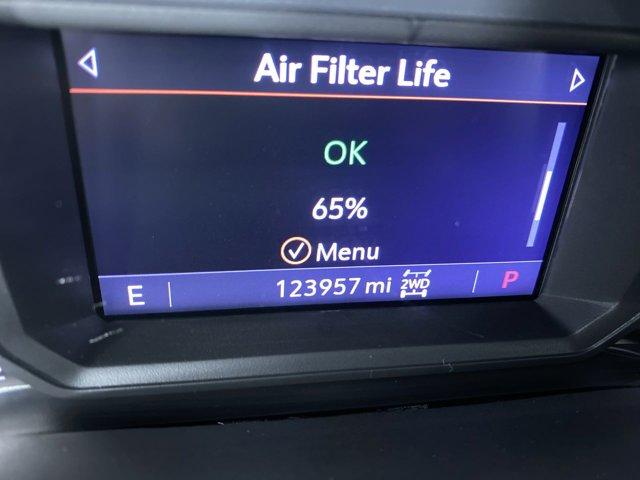 Air Filter Life
OK
65%
Menu
E 123957 mi 2WD P